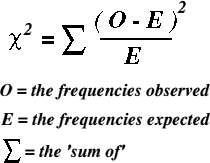 χ² = ∑ (O - E)² / E
O = the frequencies observed
E = the frequencies expected
∑ = the 'sum of'